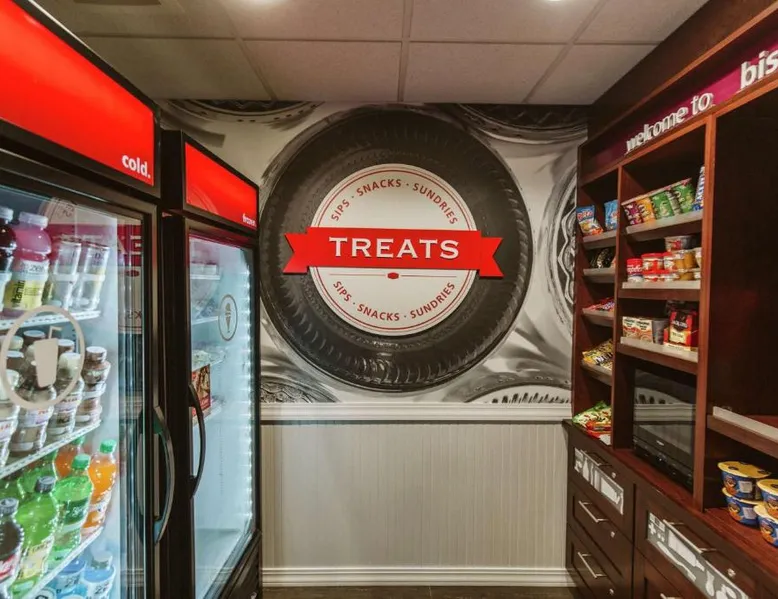 cold.
SIPS · SNACKS · SUNDRIES
TREATS
SIPS · SNACKS · SUNDRIES
welcome to bis